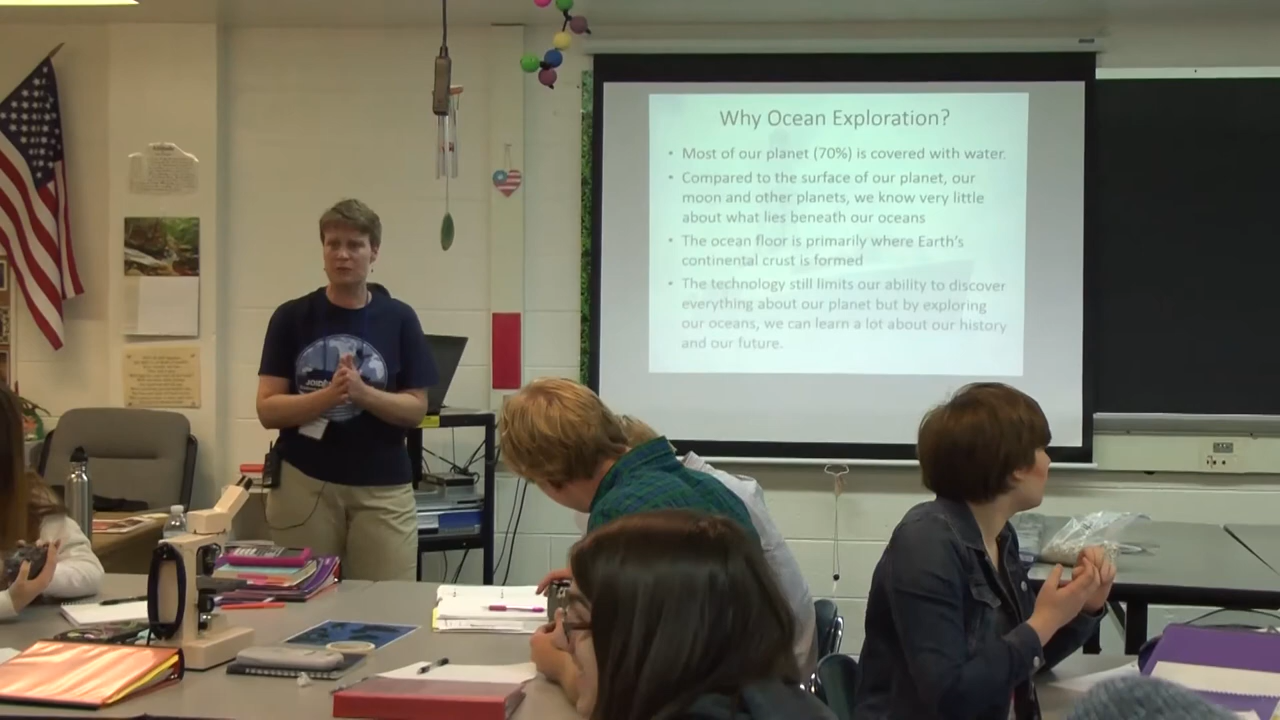 Why Ocean Exploration?
• Most of our planet (70%) is covered with water.
• Compared to the surface of our planet, our
moon and other planets, we know very little
about what lies beneath our oceans
• The ocean floor is primarily where Earth's
continental crust is formed
• The technology still limits our ability to discover
everything about our planet but by exploring
our oceans, we can learn a lot about our history
and our future.